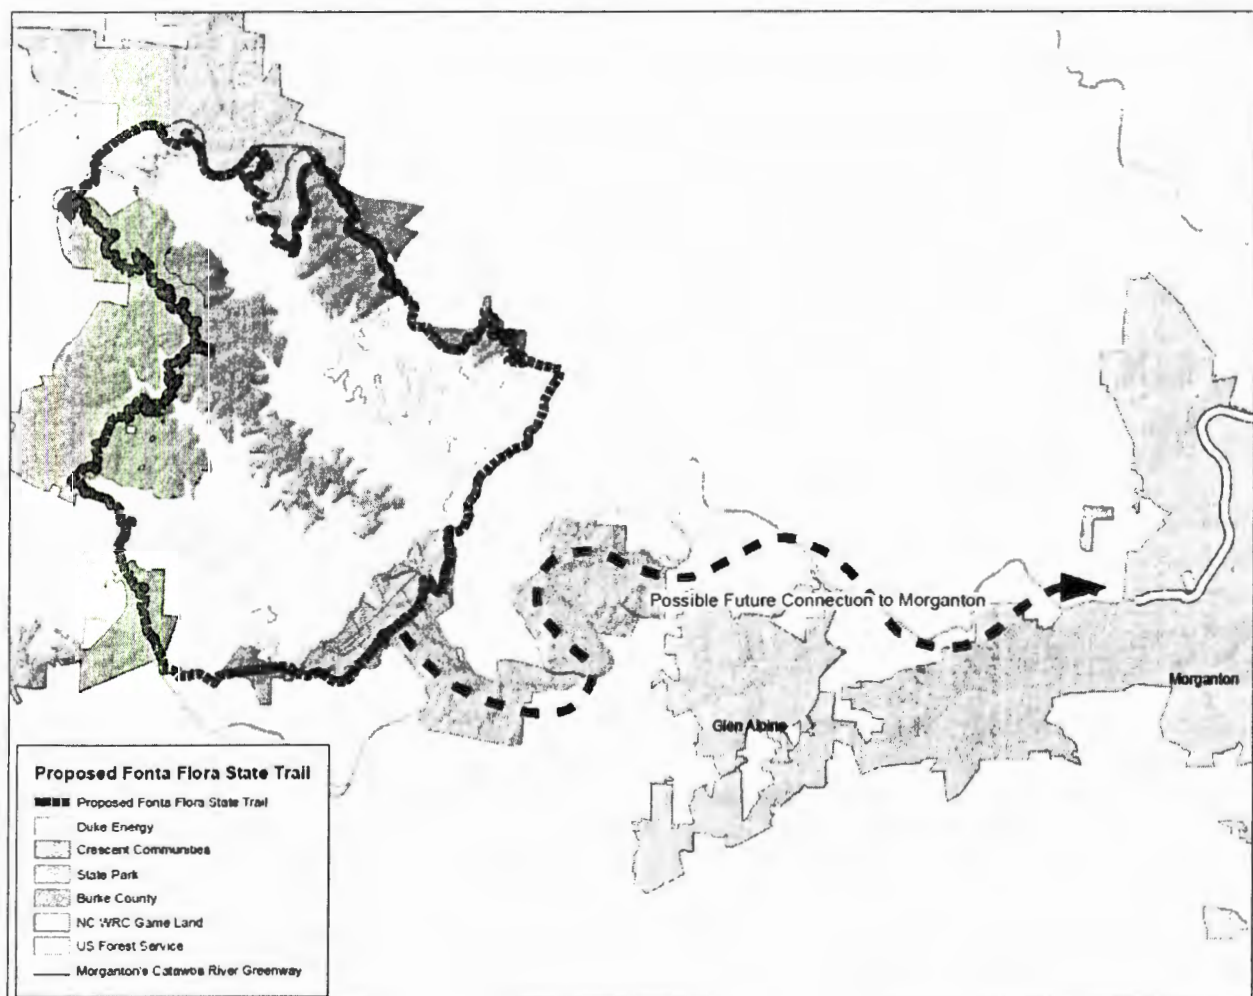 Possible Future Connection to Morganton
Morganton
Glen Alpine
Proposed Fonta Flora State Trail
Proposed Fonta Flora State Trail
Duke Energy
Crescent Communities
State Park
Burke County
NC WRC Game Land
US Forest Service
Morganton's Catawba River Greenway